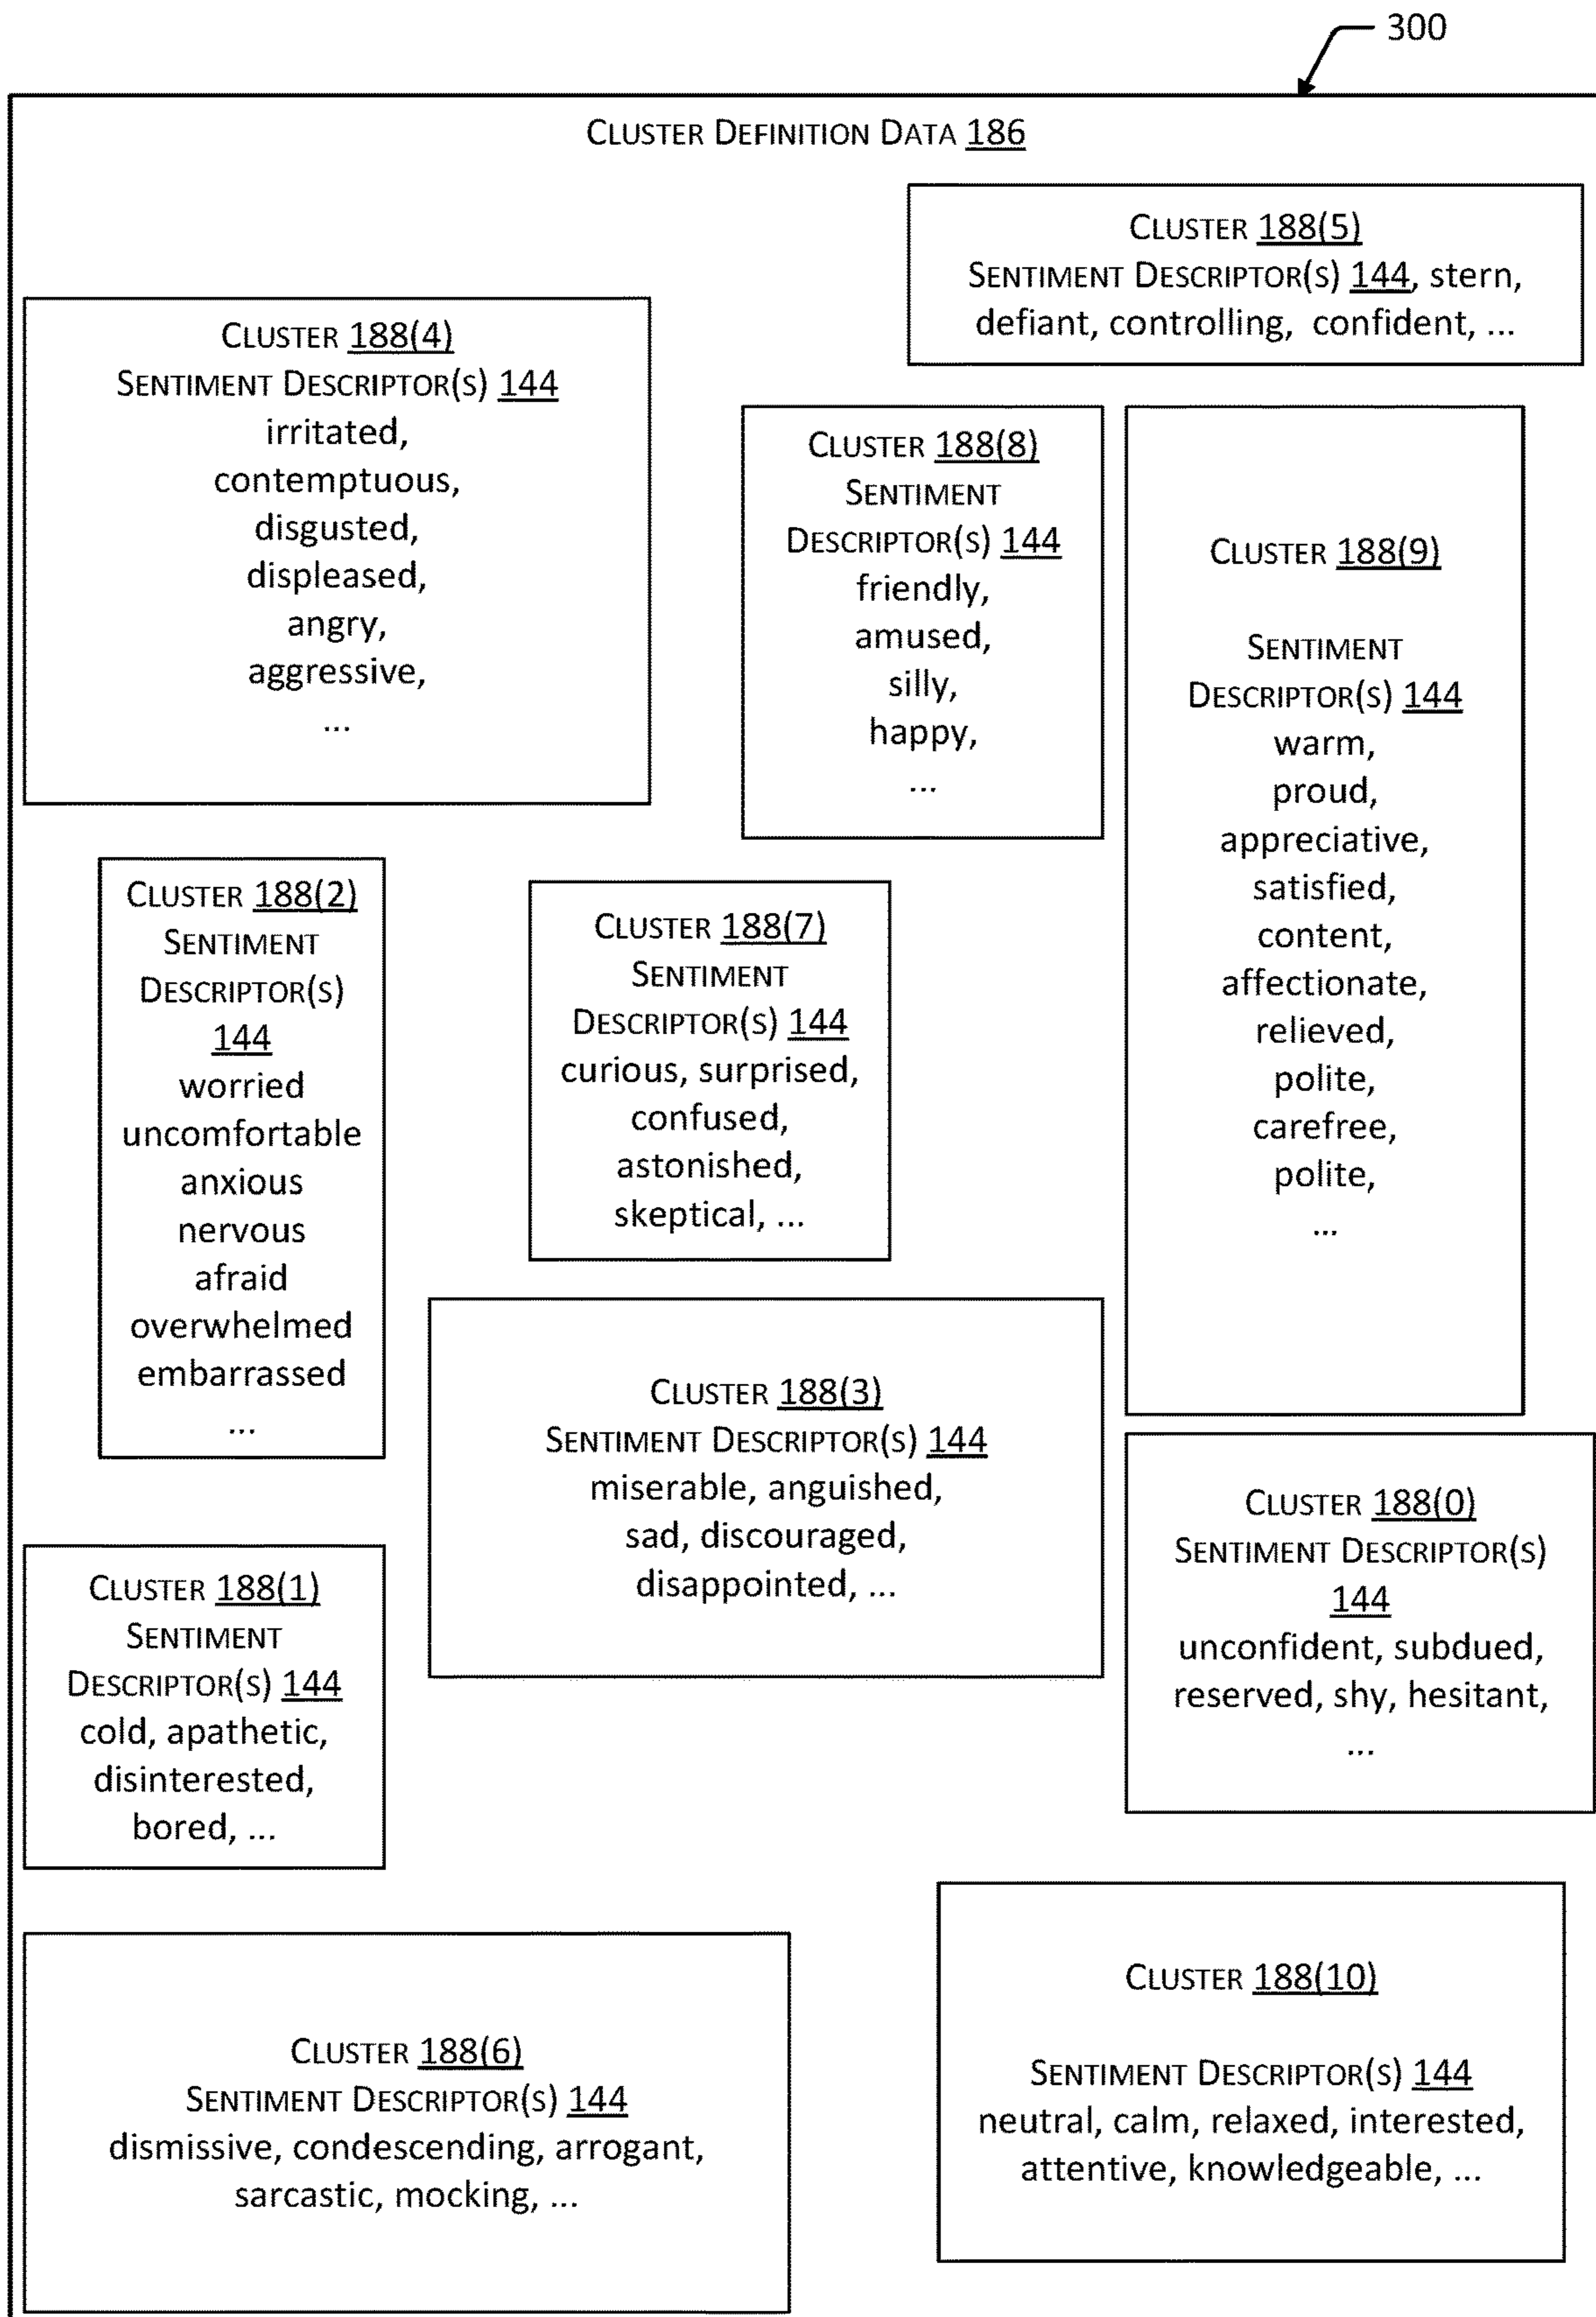 300
CLUSTER DEFINITION DATA 186
CLUSTER 188(5)
SENTIMENT DESCRIPTOR(S) 144, stern,
defiant, controlling, confident, ...
CLUSTER 188(4)
SENTIMENT DESCRIPTOR(S) 144
irritated,
contemptuous,
disgusted,
displeased,
angry,
aggressive,
...
CLUSTER 188(8)
SENTIMENT
DESCRIPTOR(S) 144
friendly,
amused,
silly,
happy,
...
CLUSTER 188(9)
SENTIMENT
DESCRIPTOR(S) 144
warm,
proud,
appreciative,
satisfied,
content,
affectionate,
relieved,
polite,
carefree,
polite,
...
CLUSTER 188(2)
SENTIMENT
DESCRIPTOR(S)
144
worried
uncomfortable
anxious
nervous
afraid
overwhelmed
embarrassed
...
CLUSTER 188(7)
SENTIMENT
DESCRIPTOR(S) 144
curious, surprised,
confused,
astonished,
skeptical, ...
CLUSTER 188(3)
SENTIMENT DESCRIPTOR(S) 144
miserable, anguished,
sad, discouraged,
disappointed, ...
CLUSTER 188(0)
SENTIMENT DESCRIPTOR(S)
144
unconfident, subdued,
reserved, shy, hesitant,
...
CLUSTER 188(1)
SENTIMENT
DESCRIPTOR(S) 144
cold, apathetic,
disinterested,
bored, ...
CLUSTER 188(6)
SENTIMENT DESCRIPTOR(S) 144
dismissive, condescending, arrogant,
sarcastic, mocking, ...
CLUSTER 188(10)
SENTIMENT DESCRIPTOR(S) 144
neutral, calm, relaxed, interested,
attentive, knowledgeable, ...